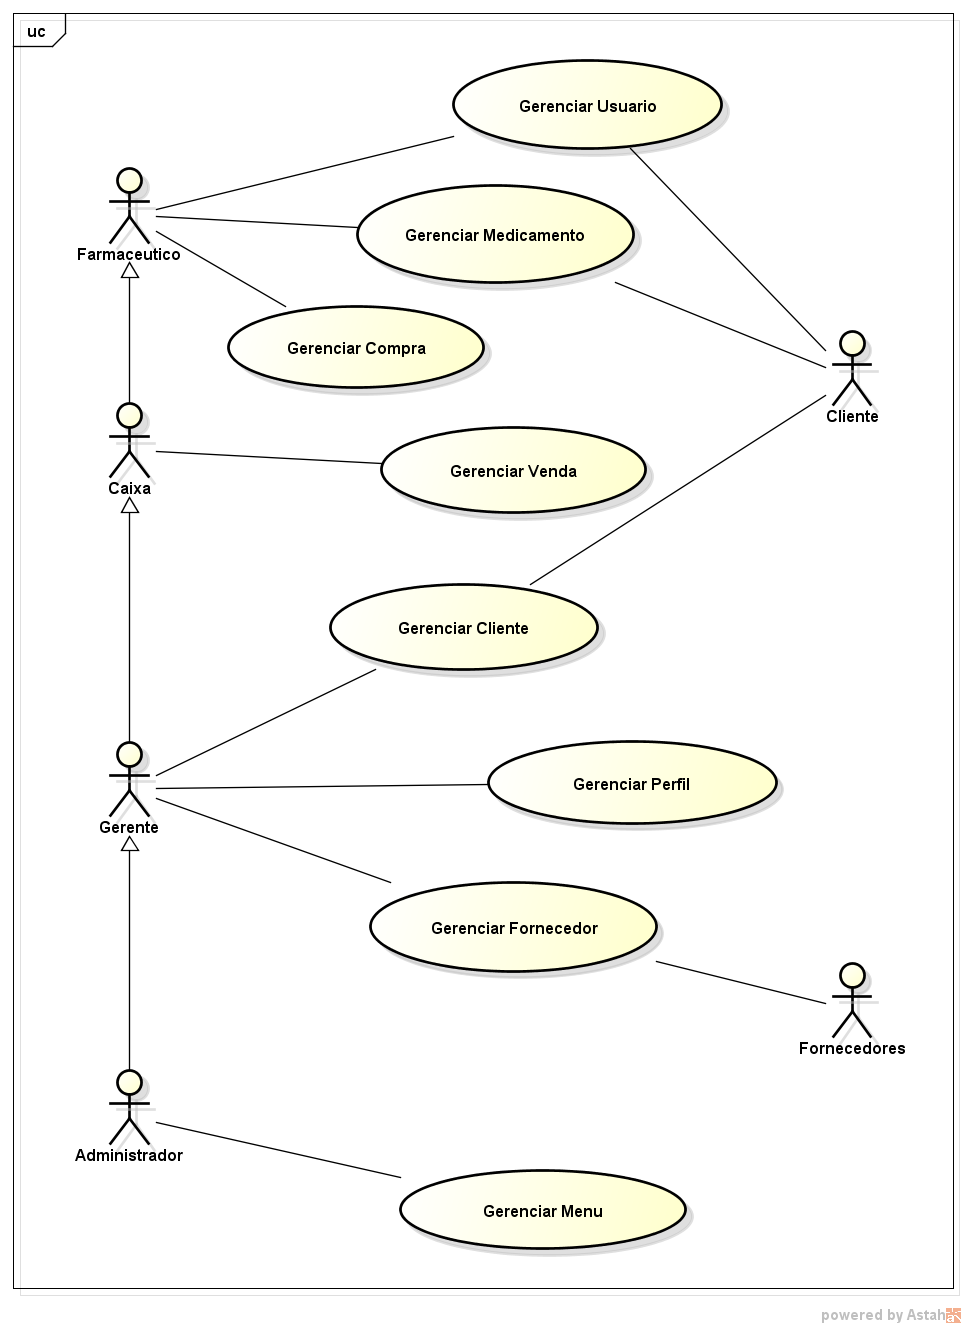 uc
Gerenciar Usuario
Farmaceutico
Gerenciar Medicamento
Gerenciar Compra
Cliente
Caixa
Gerenciar Venda
Gerenciar Cliente
Gerente
Gerenciar Perfil
Gerenciar Fornecedor
Fornecedores
Administrador
Gerenciar Menu
powered by Astah